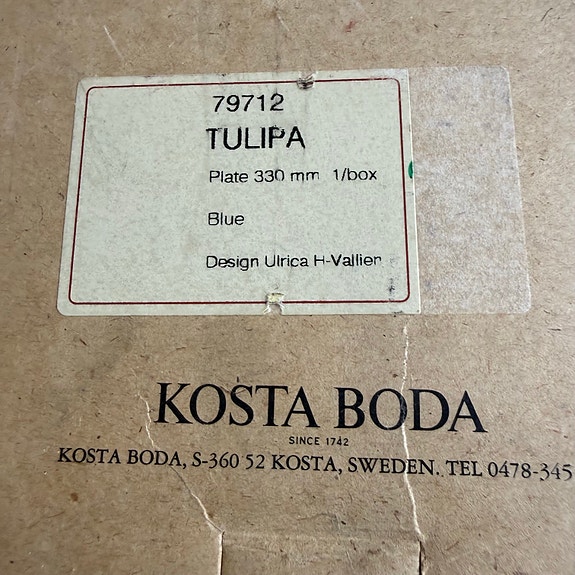 79712
TULIPA
Plate 330 mm 1/box
Blue
Design Ulrica H-Vallien
KOSTA BODA
SINCE 1742
KOSTA BODA, S-360 52 KOSTA, SWEDEN. TEL 0478-345